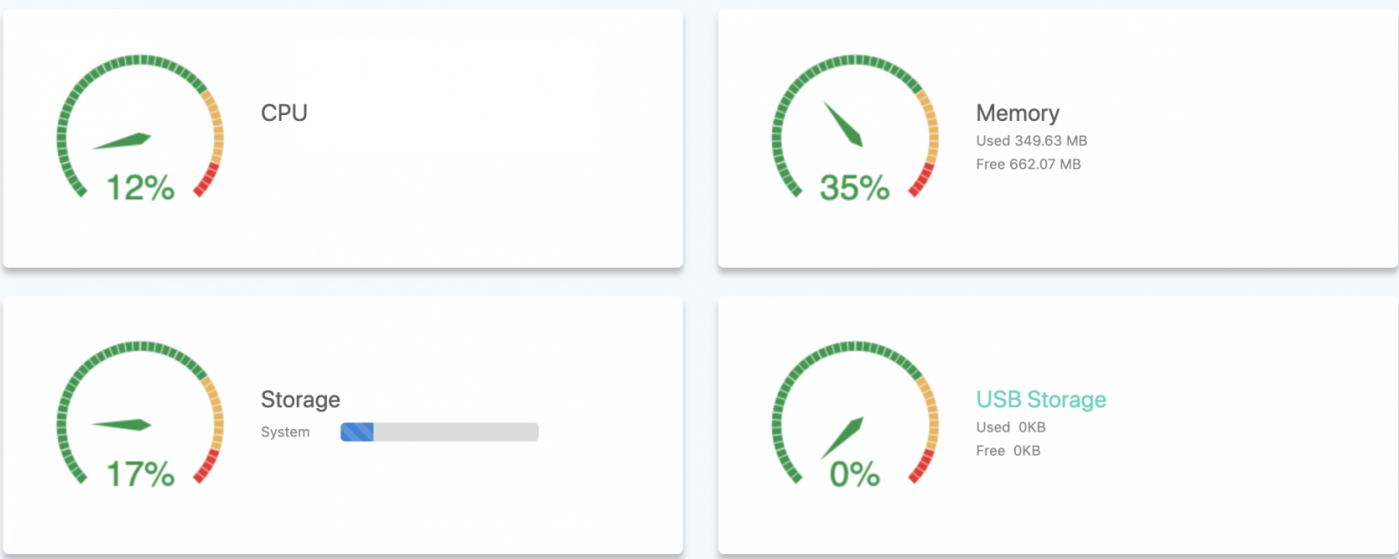 CPU
12%
Memory
Used 349.63 MB
Free 662.07 MB
35%
Storage
System
17%
USB Storage
Used 0KB
Free 0KB
0%